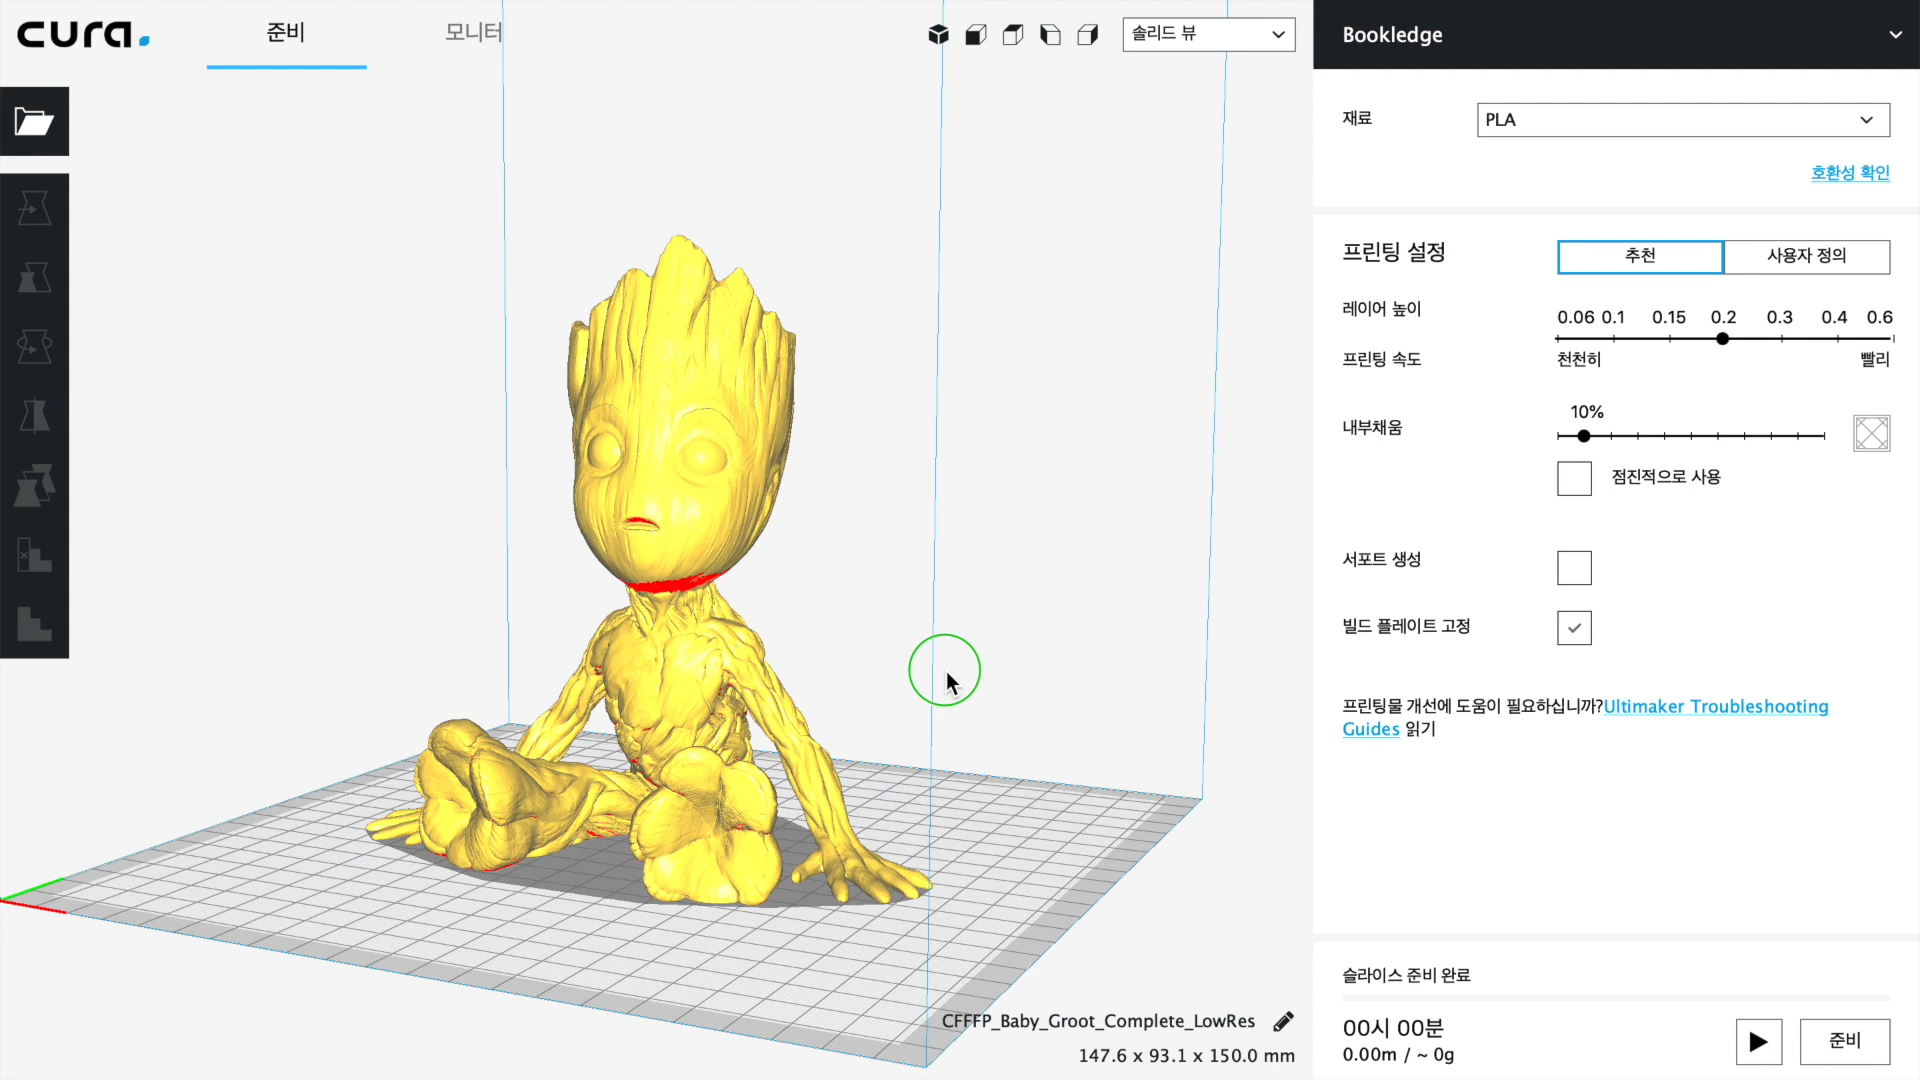 cura.
준비
모니터
솔리드 뷰
Bookledge
재료
PLA
호환성 확인
프린팅 설정
추천
사용자 정의
레이어 높이
0.06 0.1 0.15 0.2 0.3 0.4 0.6
프린팅 속도
천천히
빨리
10%
내부채움
점진적으로 사용
서포트 생성
빌드 플레이트 고정
프린팅물 개선에 도움이 필요하십니까?Ultimaker Troubleshooting
Guides 읽기
슬라이스 준비 완료
CFFFP_Baby_Groot_Complete_LowRes
147.6 x 93.1 x 150.0 mm
00시 00분
0.00m / ~ 0g
준비